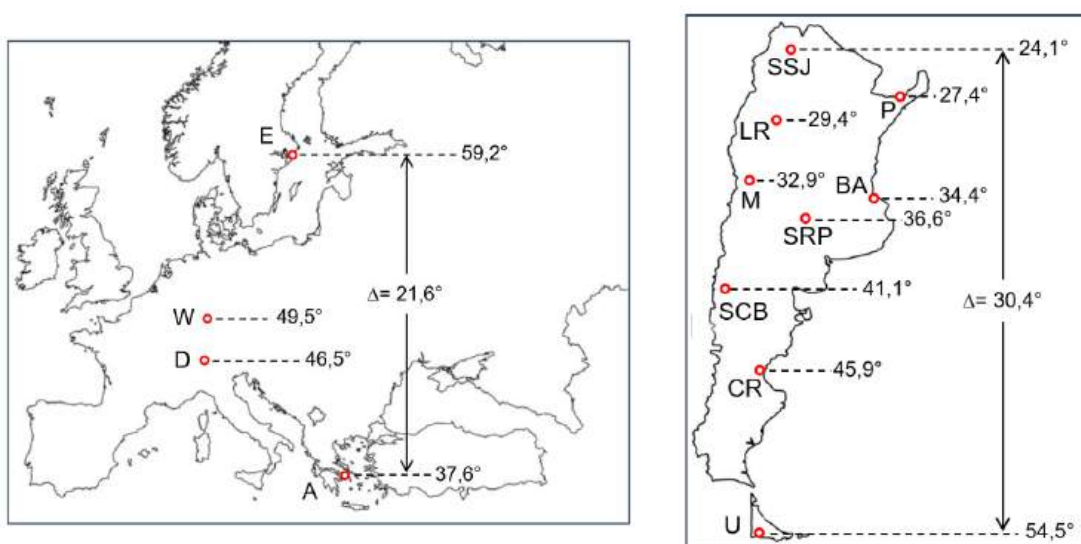 E
59,2°
Δ= 21,6°
W
49,5°
D
46,5°
A
37,6°
SSJ
24,1°
P
27,4°
LR
29,4°
M
32,9°
BA
34,4°
SRP
36,6°
SCB
41,1°
Δ= 30,4°
CR
45,9°
U
54,5°